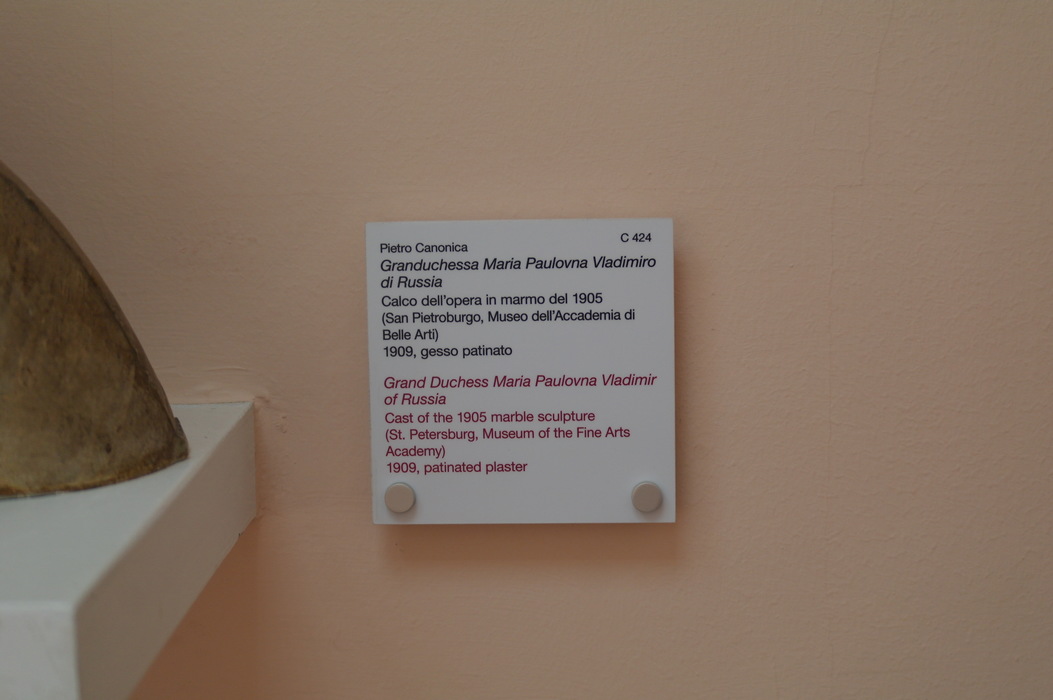 C 424
Pietro Canonica
Granduchessa Maria Paulovna Vladimiro
di Russia
Calco dell'opera in marmo del 1905
(San Pietroburgo, Museo dell'Accademia di
Belle Arti)
1909, gesso patinato
Grand Duchess Maria Paulovna Vladimir
of Russia
Cast of the 1905 marble sculpture
(St. Petersburg, Museum of the Fine Arts
Academy)
1909, patinated plaster